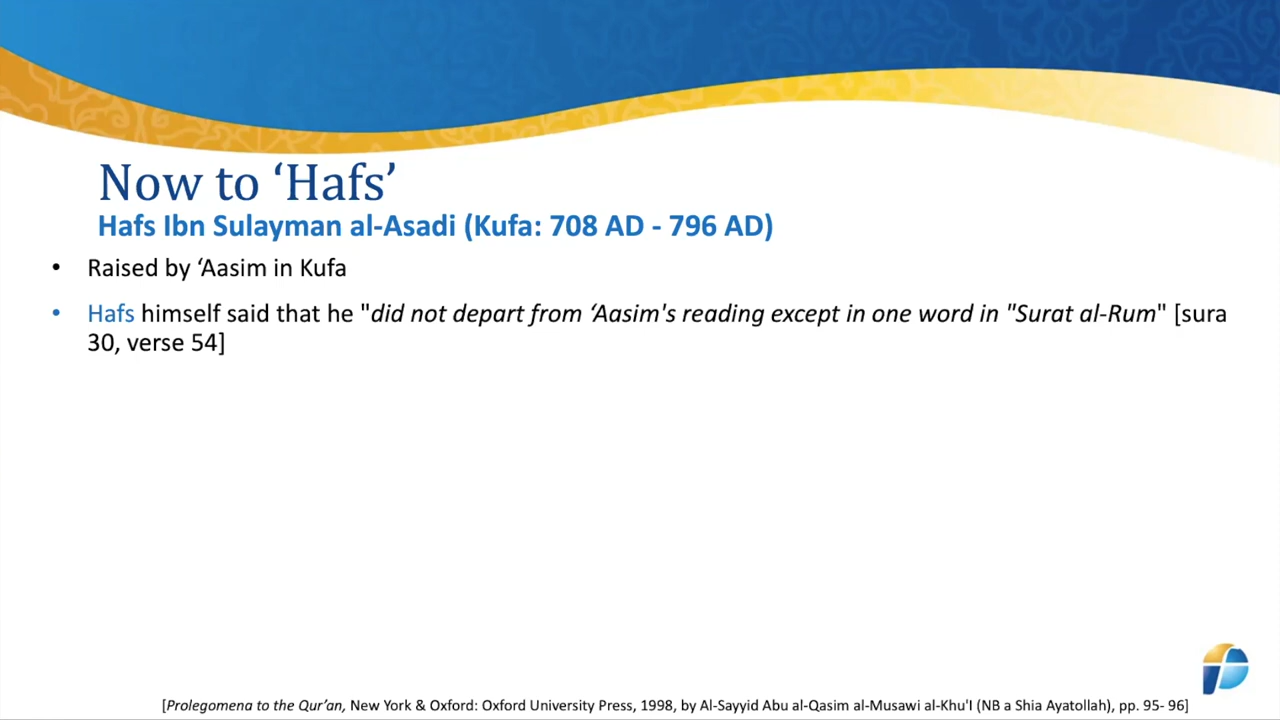 Now to ‘Hafs’
Hafs Ibn Sulayman al-Asadi (Kufa: 708 AD - 796 AD)
• Raised by ‘Aasim in Kufa
• Hafs himself said that he "did not depart from ‘Aasim's reading except in one word in "Surat al-Rum" [sura
30, verse 54]
[Prolegomena to the Qur’an, New York & Oxford: Oxford University Press, 1998, by Al-Sayyid Abu al-Qasim al-Musawi al-Khu'I (NB a Shia Ayatollah), pp. 95- 96]